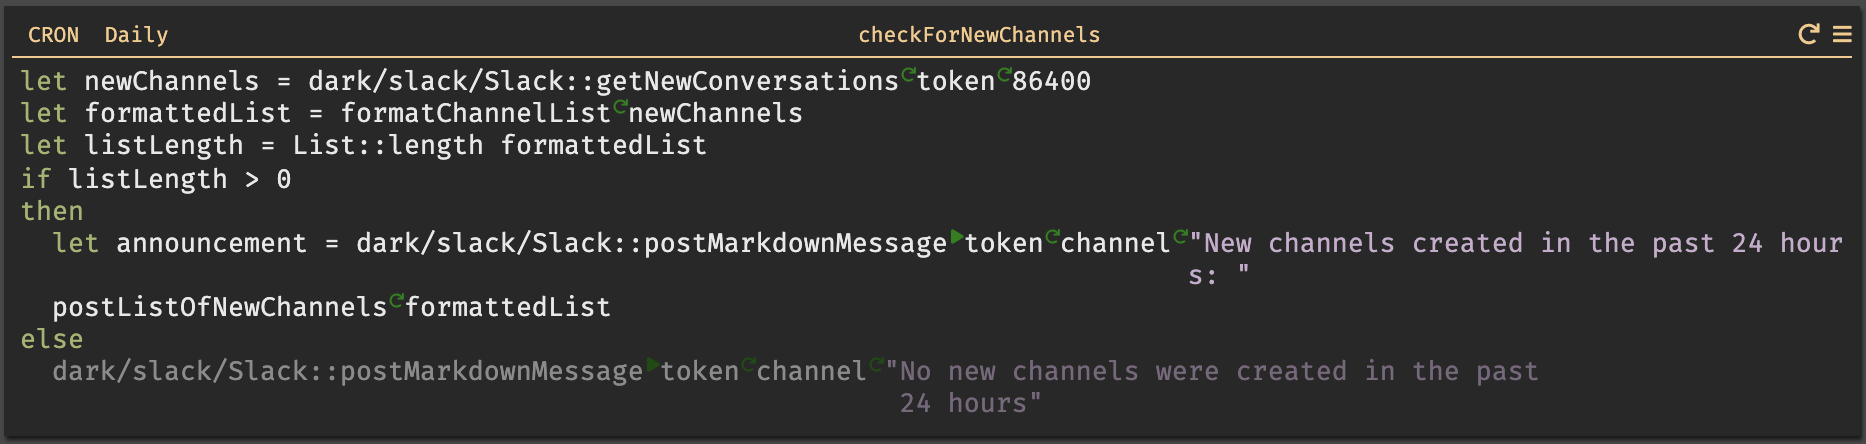 CRON Daily checkForNewChannels
let newChannels = dark/slack/Slack::getNewConversations token 86400
let formattedList = formatChannelList newChannels
let listLength = List::length formattedList
if listLength > 0
then
let announcement = dark/slack/Slack::postMarkdownMessage token channel "New channels created in the past 24 hour
s: "
postListOfNewChannels formattedList
else
dark/slack/Slack::postMarkdownMessage token channel "No new channels were created in the past
24 hours"